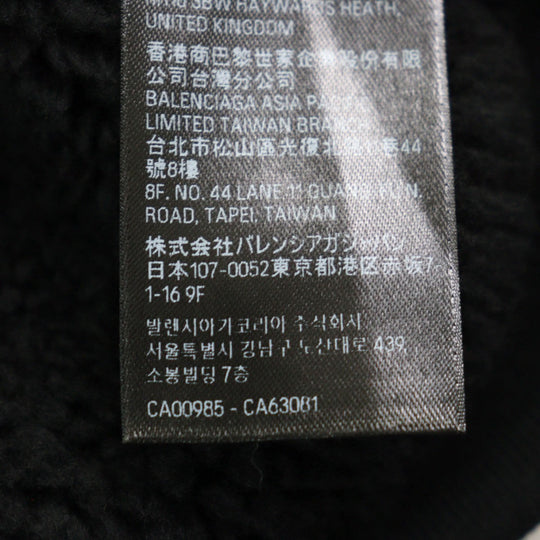 SBW HAYWARDS HEATH,
UNITED KINGDOM
香港商巴黎世家企業股份有限
公司台灣分公司
BALENCIAGA ASIA
LIMITED TAIWAN
台北市松山區光復北路 巷44
號8樓
8F. NO. 44 LANE 11
ROAD, TAPEI, TAIWAN
株式会社バレンシアガジャパン
日本107-0052東京都港区赤坂7-
1-16 9F
발렌시아가코리아 주식회사
서울특별시 강남구 도산대로 439,
소봉빌딩 7층
CA00985 - CA63081